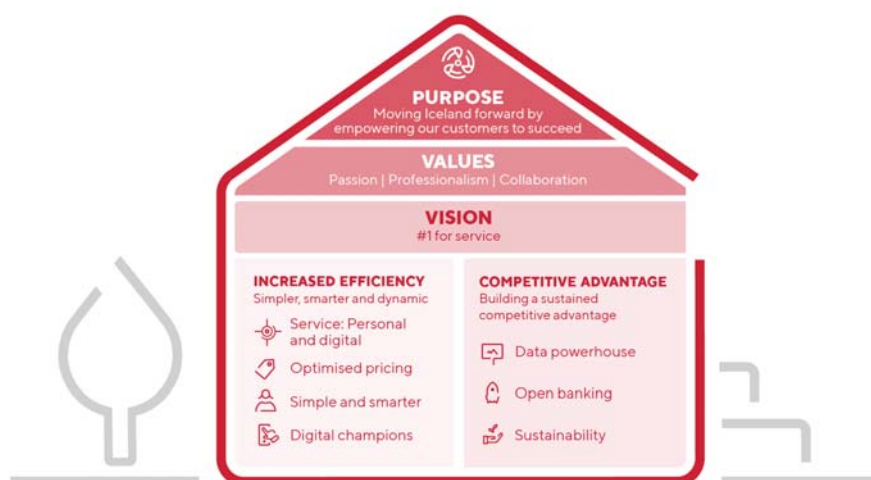 PURPOSE
Moving Iceland forward by
empowering our customers to succeed
VALUES
Passion | Professionalism | Collaboration
VISION
#1 for service
INCREASED EFFICIENCY
Simpler, smarter and dynamic
Service: Personal
and digital
Optimised pricing
Simple and smarter
Digital champions
COMPETITIVE ADVANTAGE
Building a sustained
competitive advantage
Data powerhouse
Open banking
Sustainability